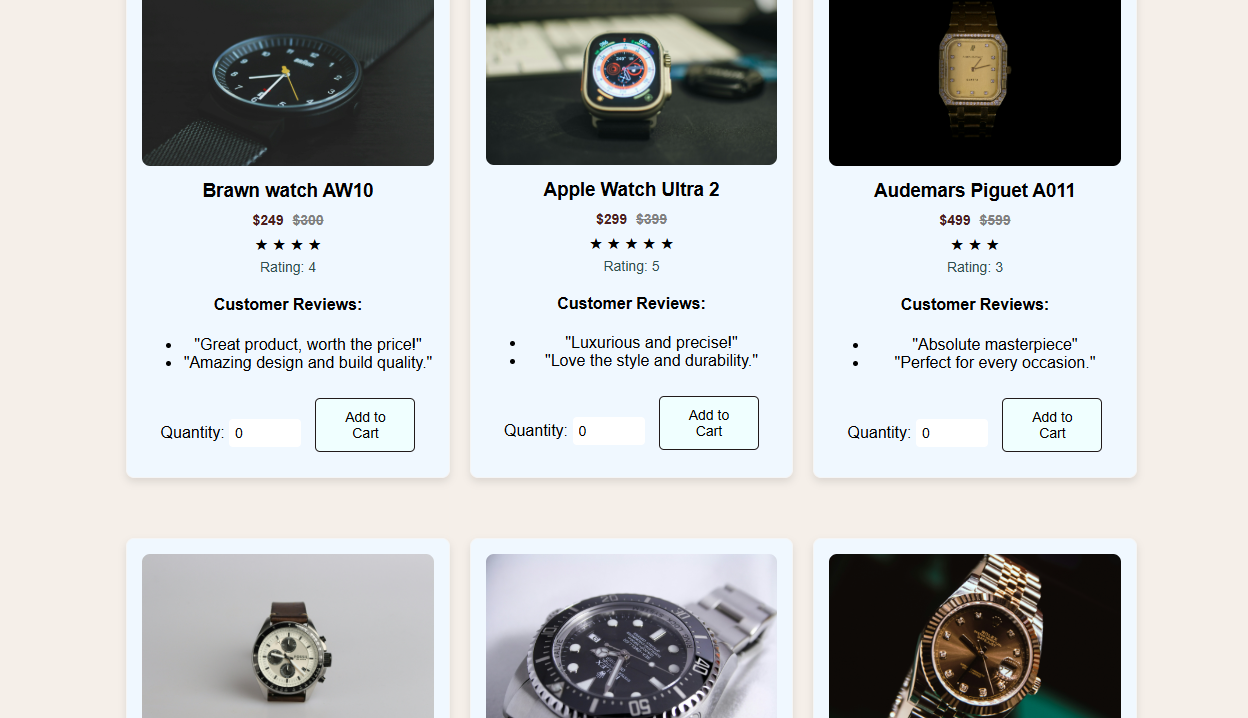 Brawn watch AW10
$249 $300
★ ★ ★ ★
Rating: 4
Customer Reviews:
• "Great product, worth the price!"
• "Amazing design and build quality."
Quantity: 0
Add to
Cart
Apple Watch Ultra 2
$299 $399
★ ★ ★ ★ ★
Rating: 5
Customer Reviews:
• "Luxurious and precise!"
• "Love the style and durability."
Quantity: 0
Add to
Cart
Audemars Piguet A011
$499 $599
★ ★ ★
Rating: 3
Customer Reviews:
• "Absolute masterpiece"
• "Perfect for every occasion."
Quantity: 0
Add to
Cart